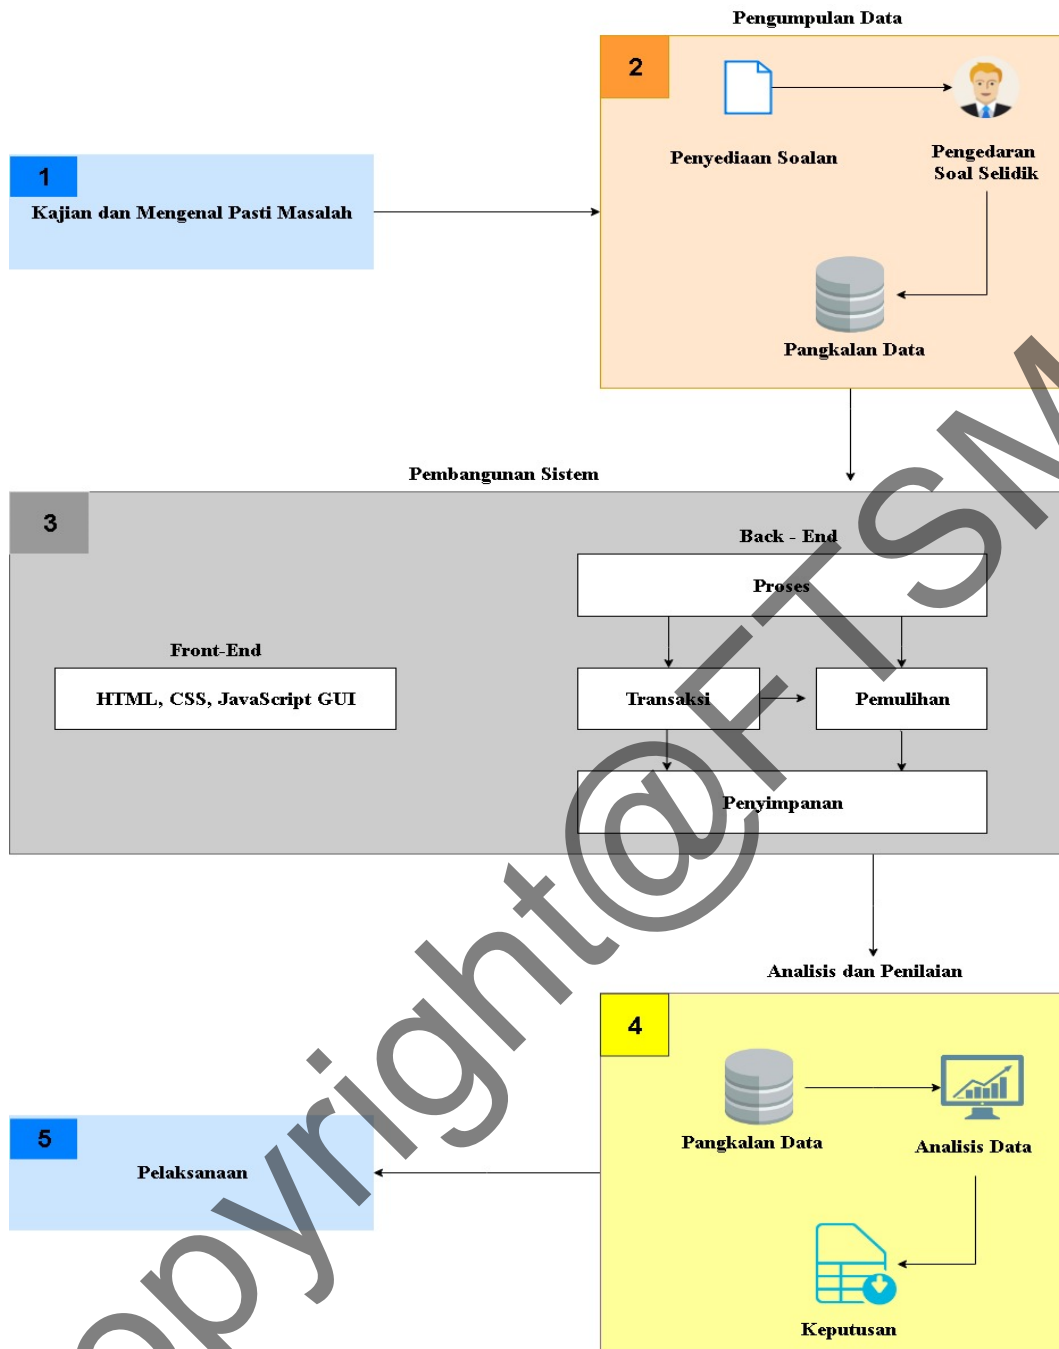 Pengumpulan Data
2
Penyediaan Soalan
Pengedaran
Soal Selidik
1
Kajian dan Mengenal Pasti Masalah
Pangkalan Data
Pembangunan Sistem
3
Back - End
Proses
Front-End
HTML, CSS, JavaScript GUI
Transaksi
Pemulihan
Penyimpanan
Analisis dan Penilaian
4
Pangkalan Data
Analisis Data
5
Pelaksanaan
Keputusan
opyright@FTSM